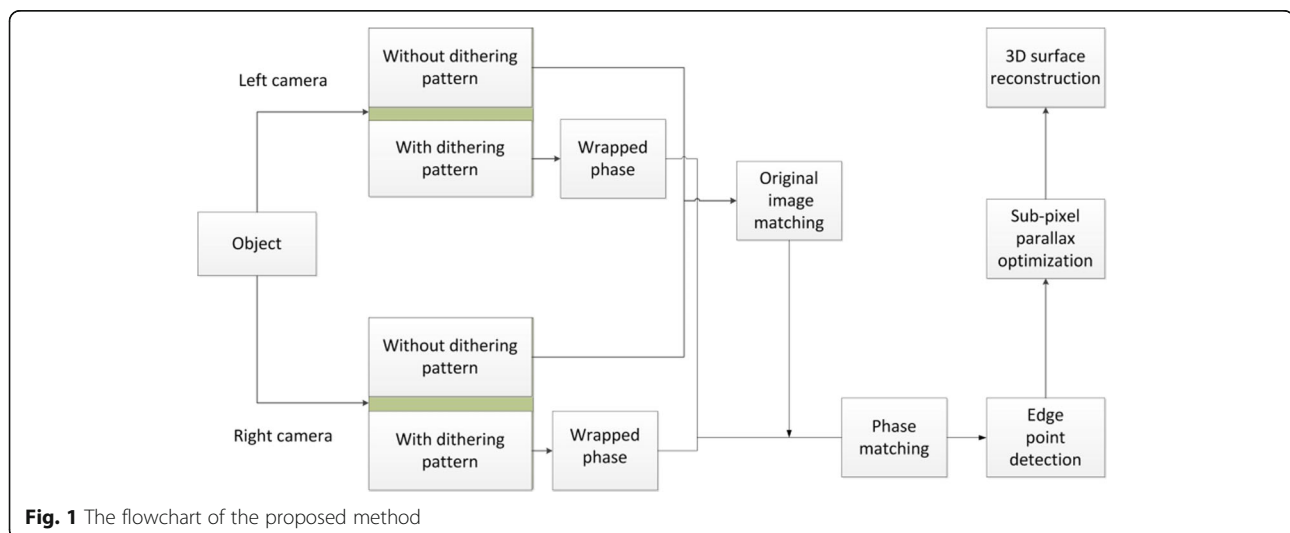 Without dithering
pattern
Left camera
With dithering
pattern
Wrapped
phase
Object
Without dithering
pattern
Right camera
With dithering
pattern
Wrapped
phase
Original
image
matching
Phase
matching
Edge
point
detection
Sub-pixel
parallax
optimization
3D surface
reconstruction
Fig. 1 The flowchart of the proposed method